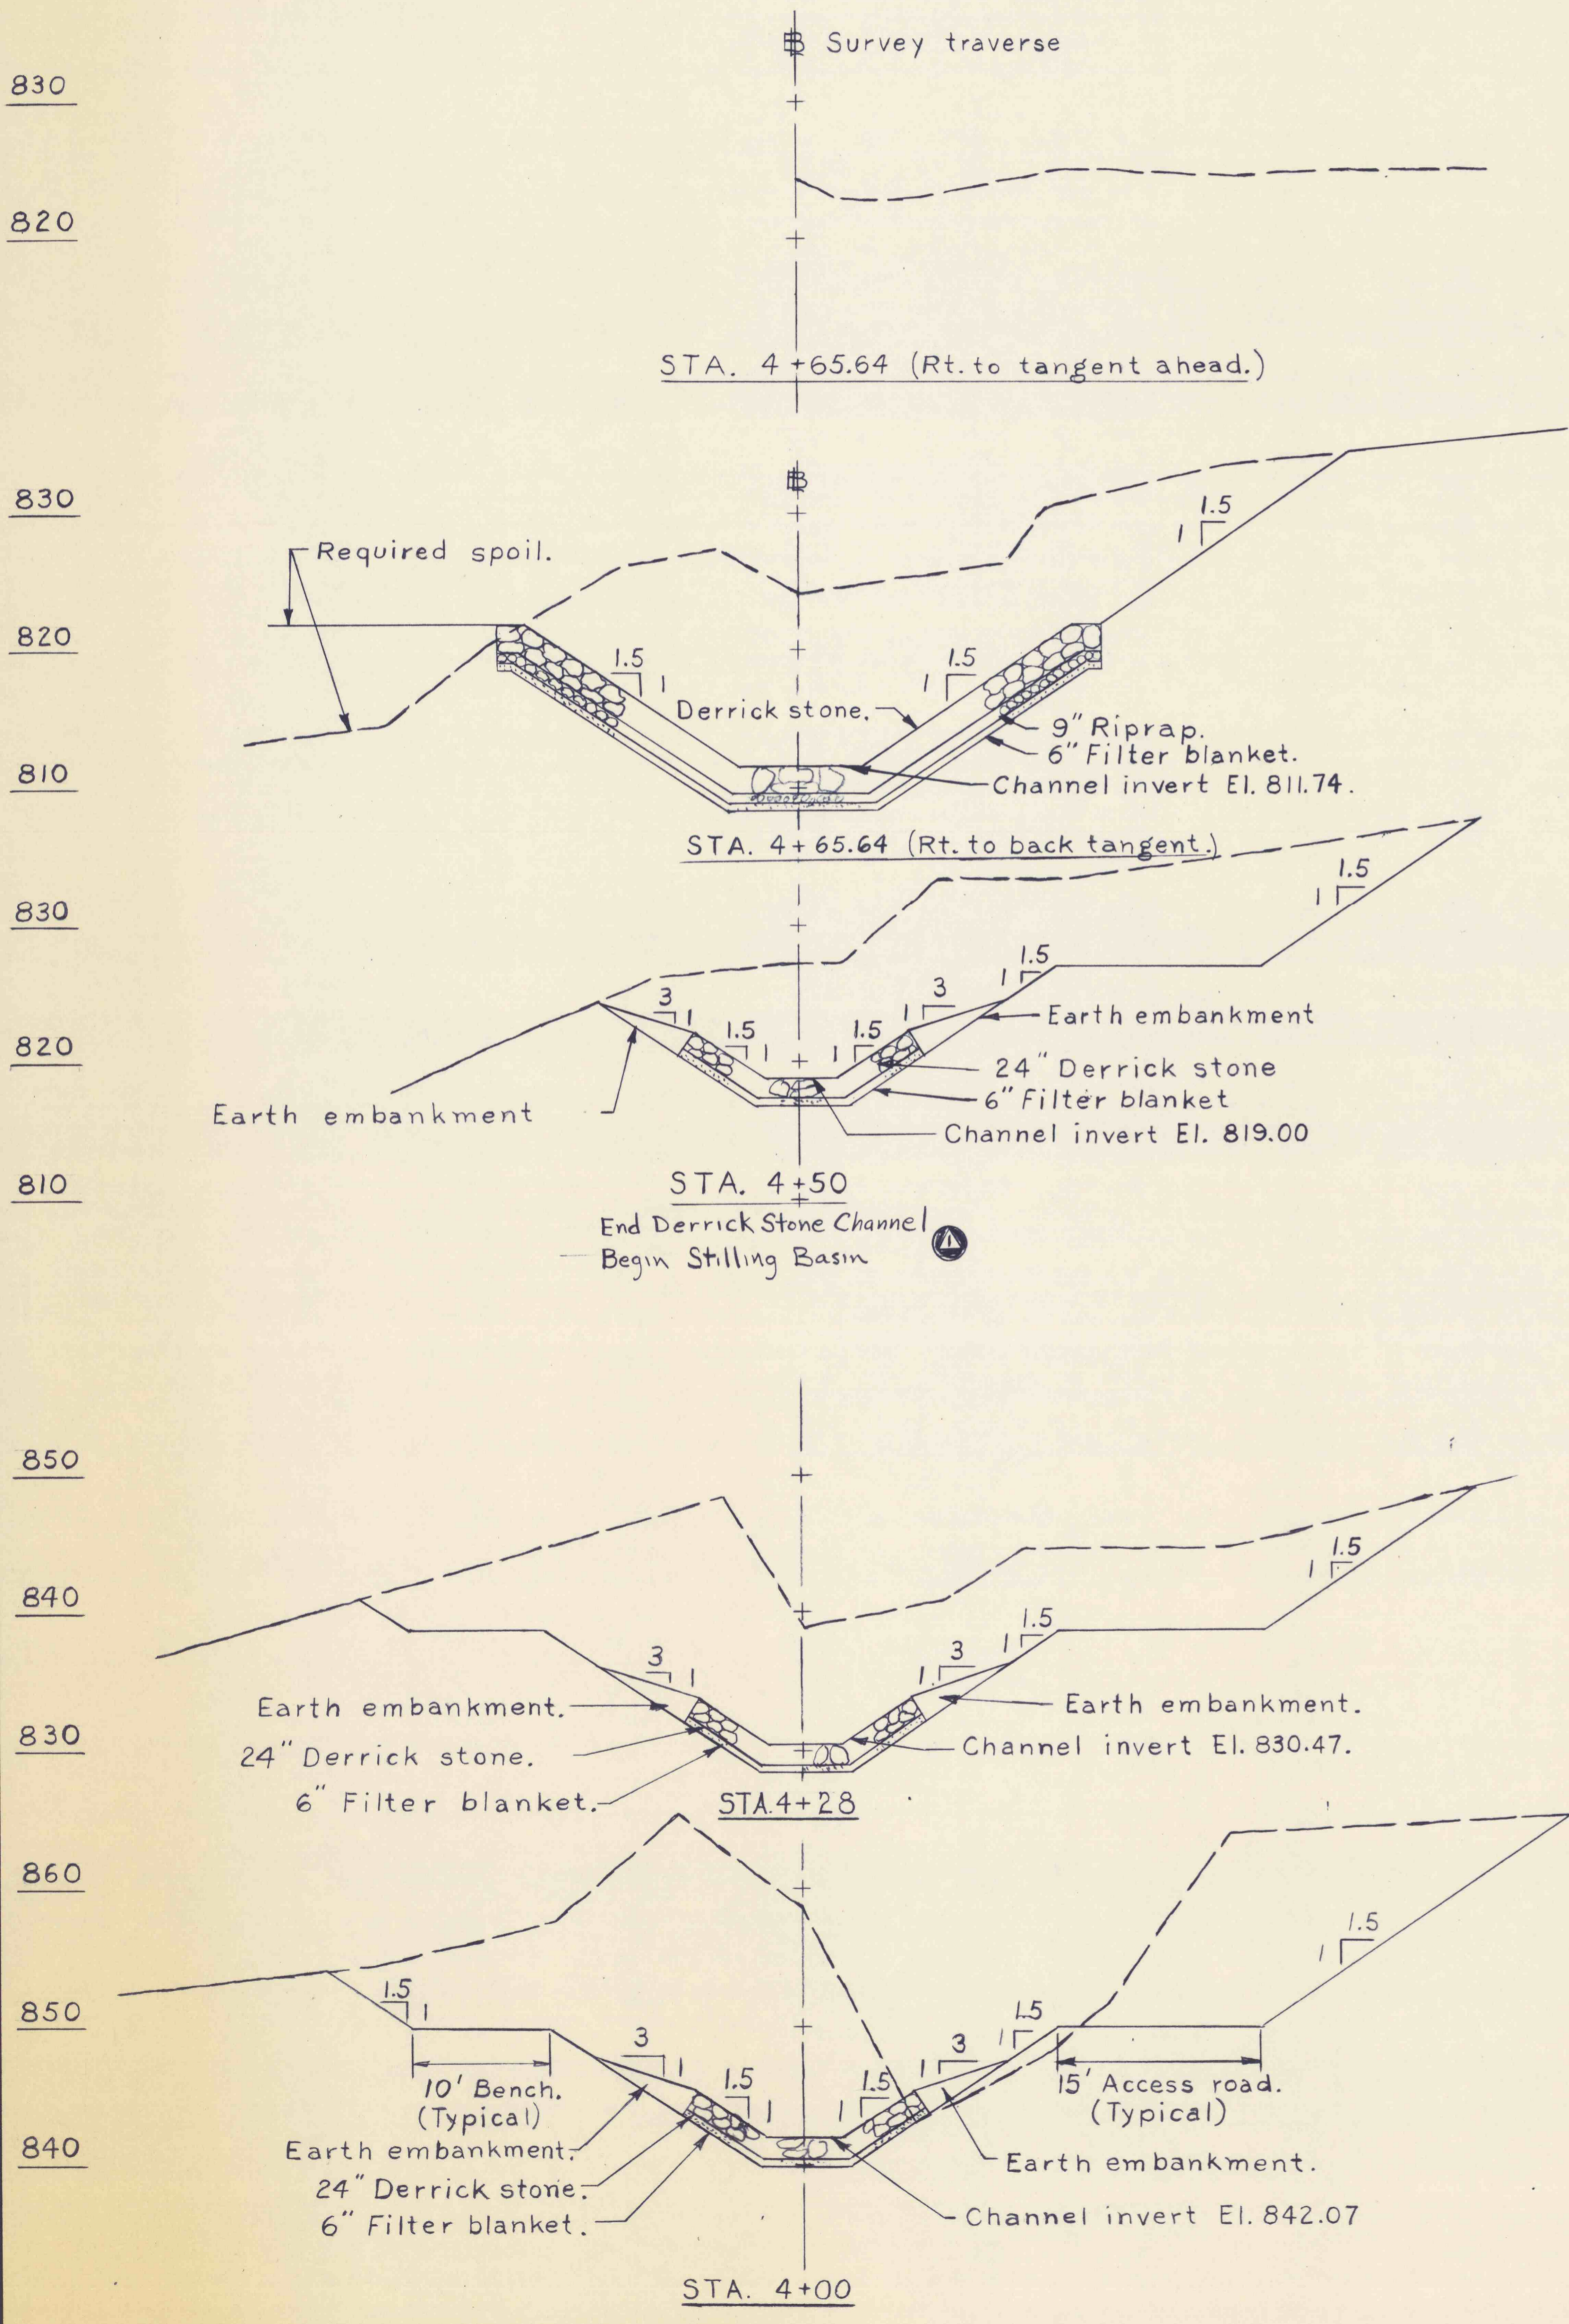 ℄ Survey traverse
830
820
STA. 4+65.64 (Rt. to tangent ahead.)
830
1.5
1
Required spoil.
820
1.5
1
1.5
1
Derrick stone.
9" Riprap.
6" Filter blanket.
810
Channel invert El. 811.74.
STA. 4+65.64 (Rt. to back tangent.)
1.5
1
830
1.5
1
3
1
3
1
Earth embankment
1.5
1
1.5
1
820
24" Derrick stone
6" Filter blanket
Earth embankment
Channel invert El. 819.00
810
STA. 4+50
End Derrick Stone Channel
Begin Stilling Basin
1
850
1.5
1
840
1.5
1
3
1
3
1
Earth embankment.
Earth embankment.
830
24" Derrick stone.
Channel invert El. 830.47.
6" Filter blanket.
STA. 4+28
860
1.5
1
1.5
1
850
1.5
1
3
1
3
1
10' Bench.
(Typical)
1.5
1
1.5
1
15' Access road.
(Typical)
840
Earth embankment.
Earth embankment.
24" Derrick stone.
6" Filter blanket.
Channel invert El. 842.07
STA. 4+00